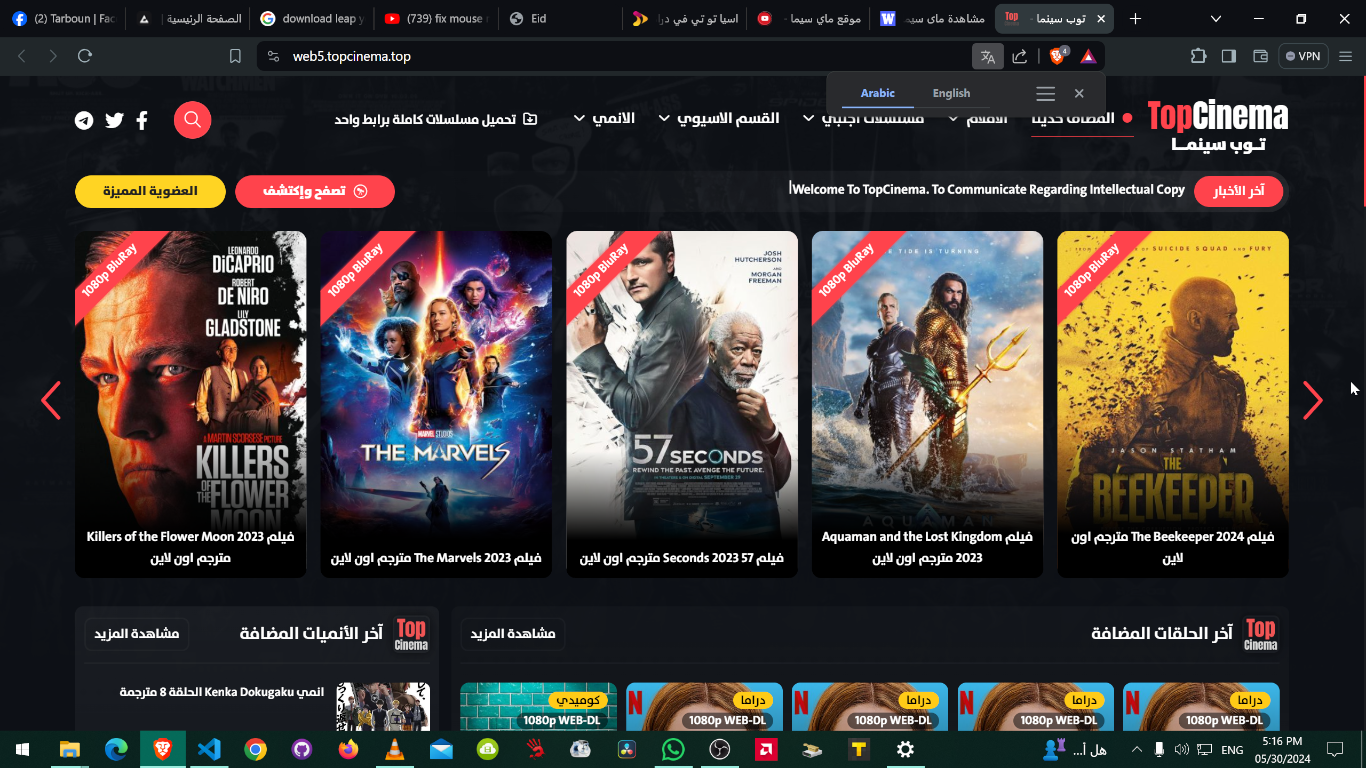 (2) Tarboun | Fac
الصفحة الرئيسية |
download leap y
(739) fix mouse r
Eid
اسيا تو تي في درا
موقع ماي سيما -
مشاهدة ماى سيم
توب سينما -
web5.topcinema.top
4
VPN
Arabic
English
TopCinema
توب سينما
المضاف حديثا
الافلام
مسلسلات اجنبي
القسم الاسيوي
الانمي
تحميل مسلسلات كاملة برابط واحد
آخر الأخبار
Welcome To TopCinema. To Communicate Regarding Intellectual Copy
تصفح وإكتشف
العضوية المميزة
1080p BluRay
LEONARDO
DiCAPRIO
ROBERT
DE NIRO
LILY
GLADSTONE
A MARTIN SCORSESE PICTURE
KILLERS
OF THE FLOWER
MOON
فيلم Killers of the Flower Moon 2023
مترجم اون لاين
1080p BluRay
MARVEL STUDIOS
THE MARVELS
فيلم The Marvels 2023 مترجم اون لاين
1080p BluRay
JOSH
HUTCHERSON
AND
MORGAN
FREEMAN
57 SECONDS
REWIND THE PAST. AVENGE THE FUTURE.
فيلم 57 Seconds 2023 مترجم اون لاين
1080p BluRay
TIDE IS TURNING
AQUAMAN
فيلم Aquaman and the Lost Kingdom
2023 مترجم اون لاين
1080p BluRay
OF SUICIDE SQUAD AND FURY
JASON STATHAM
THE
BEEKEEPER
فيلم The Beekeeper 2024 مترجم اون
لاين
Top
Cinema
آخر الحلقات المضافة
مشاهدة المزيد
Top
Cinema
آخر الأنميات المضافة
مشاهدة المزيد
انمي Kenka Dokugaku الحلقة 8 مترجمة
دراما
1080p WEB-DL
دراما
1080p WEB-DL
دراما
1080p WEB-DL
دراما
1080p WEB-DL
كوميدي
1080p WEB-DL
هل أ...
ENG
5:16 PM
05/30/2024